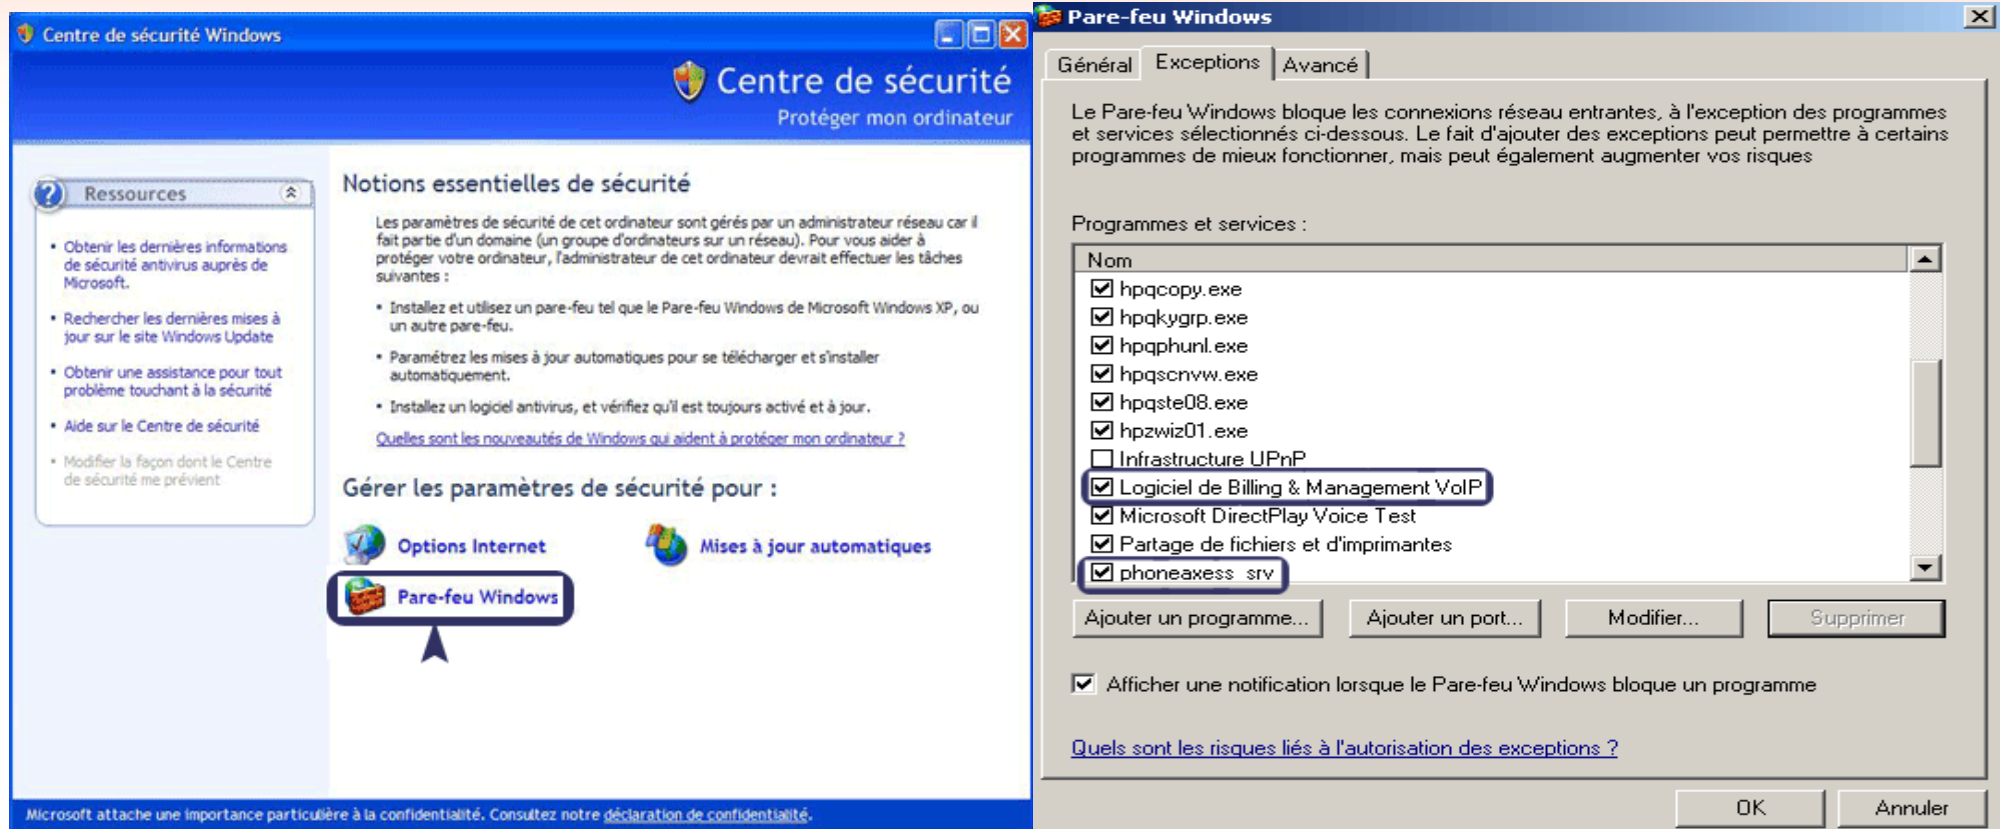 Centre de sécurité Windows
Centre de sécurité
Protéger mon ordinateur
Ressources
• Obtenir les dernières informations
de sécurité antivirus auprès de
Microsoft.
• Rechercher les dernières mises à
jour sur le site Windows Update
• Obtenir une assistance pour tout
problème touchant à la sécurité
• Aide sur le Centre de sécurité
• Modifier la façon dont le Centre
de sécurité me prévient
Notions essentielles de sécurité
Les paramètres de sécurité de cet ordinateur sont gérés par un administrateur réseau car il
fait partie d'un domaine (un groupe d'ordinateurs sur un réseau). Pour vous aider à
protéger votre ordinateur, l'administrateur de cet ordinateur devrait effectuer les tâches
suivantes :
• Installez et utilisez un pare-feu tel que le Pare-feu Windows de Microsoft Windows XP, ou
un autre pare-feu.
• Paramétrez les mises à jour automatiques pour se télécharger et s'installer
automatiquement.
• Installez un logiciel antivirus, et vérifiez qu'il est toujours activé et à jour.
Quelles sont les nouveautés de Windows qui aident à protéger mon ordinateur ?
Gérer les paramètres de sécurité pour :
Options Internet
Mises à jour automatiques
Pare-feu Windows
Microsoft attache une importance particulière à la confidentialité. Consultez notre déclaration de confidentialité.
Pare-feu Windows
Général Exceptions Avancé
Le Pare-feu Windows bloque les connexions réseau entrantes, à l'exception des programmes
et services sélectionnés ci-dessous. Le fait d'ajouter des exceptions peut permettre à certains
programmes de mieux fonctionner, mais peut également augmenter vos risques
Programmes et services :
Nom
hpqcopy.exe
hpqkygrp.exe
hpqphunl.exe
hpqscnvw.exe
hpqste08.exe
hpzwiz01.exe
Infrastructure UPnP
Logiciel de Billing & Management VoIP
Microsoft DirectPlay Voice Test
Partage de fichiers et d'imprimantes
phoneaxess_srv
Ajouter un programme... Ajouter un port... Modifier... Supprimer
Afficher une notification lorsque le Pare-feu Windows bloque un programme
Quels sont les risques liés à l'autorisation des exceptions ?
OK Annuler